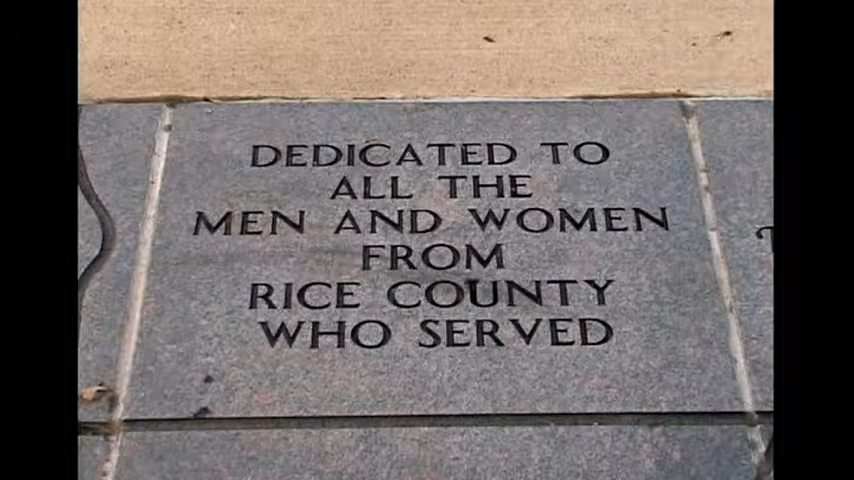 DEDICATED TO
ALL THE
MEN AND WOMEN
FROM
RICE COUNTY
WHO SERVED